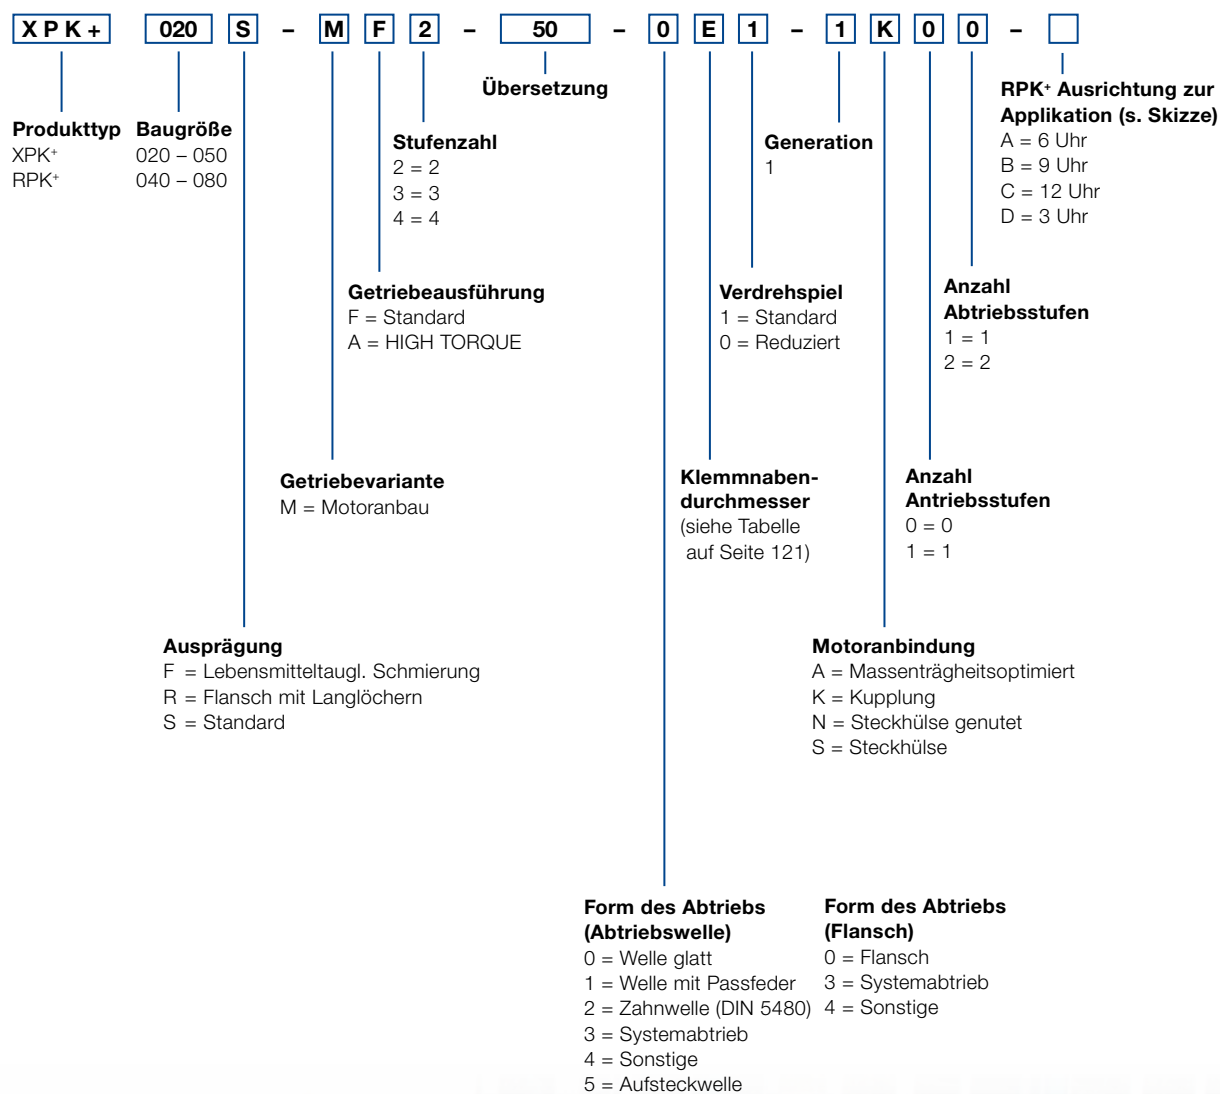 XPK+ 020 S – M F 2 – 50 – 0 E 1 – 1 K 0 0 –
Produkttyp
XPK+
RPK+
Baugröße
020 – 050
040 – 080
Stufenzahl
2 = 2
3 = 3
4 = 4
Übersetzung
Generation
1
RPK+ Ausrichtung zur
Applikation (s. Skizze)
A = 6 Uhr
B = 9 Uhr
C = 12 Uhr
D = 3 Uhr
Getriebeausführung
F = Standard
A = HIGH TORQUE
Verdrehspiel
1 = Standard
0 = Reduziert
Anzahl
Abtriebsstufen
1 = 1
2 = 2
Getriebevariante
M = Motoranbau
Klemmnaben-
durchmesser
(siehe Tabelle
auf Seite 121)
Anzahl
Antriebsstufen
0 = 0
1 = 1
Ausprägung
F = Lebensmitteltaugl. Schmierung
R = Flansch mit Langlöchern
S = Standard
Motoranbindung
A = Massenträgheitsoptimiert
K = Kupplung
N = Steckhülse genutet
S = Steckhülse
Form des Abtriebs
(Abtriebswelle)
0 = Welle glatt
1 = Welle mit Passfeder
2 = Zahnwelle (DIN 5480)
3 = Systemabtrieb
4 = Sonstige
5 = Aufsteckwelle
Form des Abtriebs
(Flansch)
0 = Flansch
3 = Systemabtrieb
4 = Sonstige